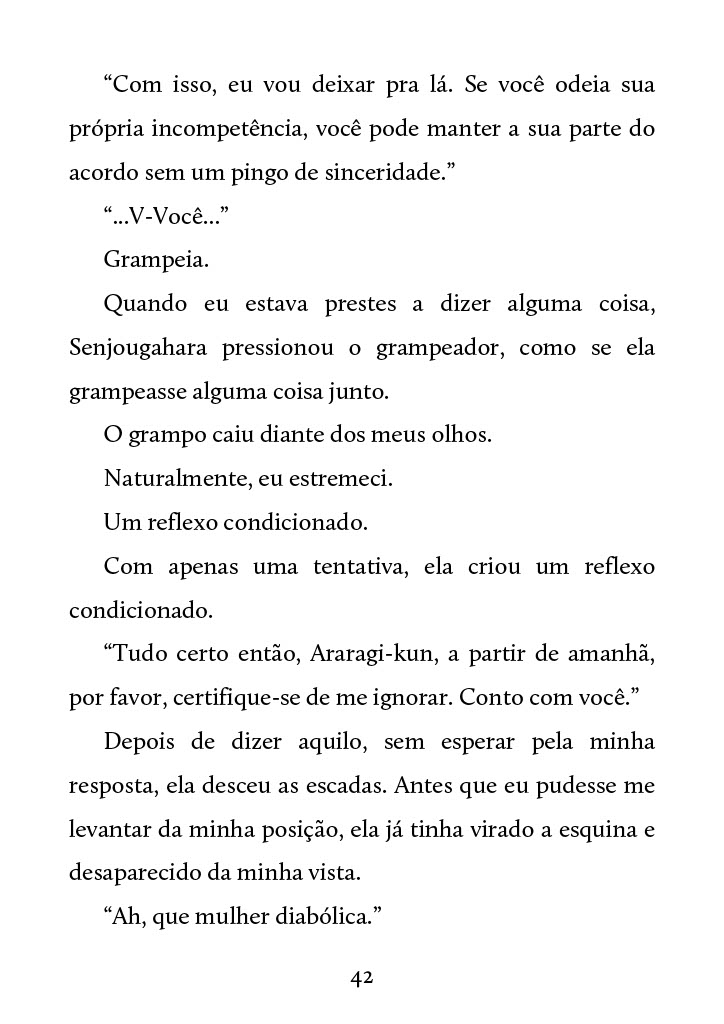 “Com isso, eu vou deixar pra lá. Se você odeia sua
própria incompetência, você pode manter a sua parte do
acordo sem um pingo de sinceridade.”
“...V-Você...”
Grampeia.
Quando eu estava prestes a dizer alguma coisa,
Senjougahara pressionou o grampeador, como se ela
grampeasse alguma coisa junto.
O grampo caiu diante dos meus olhos.
Naturalmente, eu estremeci.
Um reflexo condicionado.
Com apenas uma tentativa, ela criou um reflexo
condicionado.
“Tudo certo então, Araragi-kun, a partir de amanhã,
por favor, certifique-se de me ignorar. Conto com você.”
Depois de dizer aquilo, sem esperar pela minha
resposta, ela desceu as escadas. Antes que eu pudesse me
levantar da minha posição, ela já tinha virado a esquina e
desaparecido da minha vista.
“Ah, que mulher diabólica.”
42